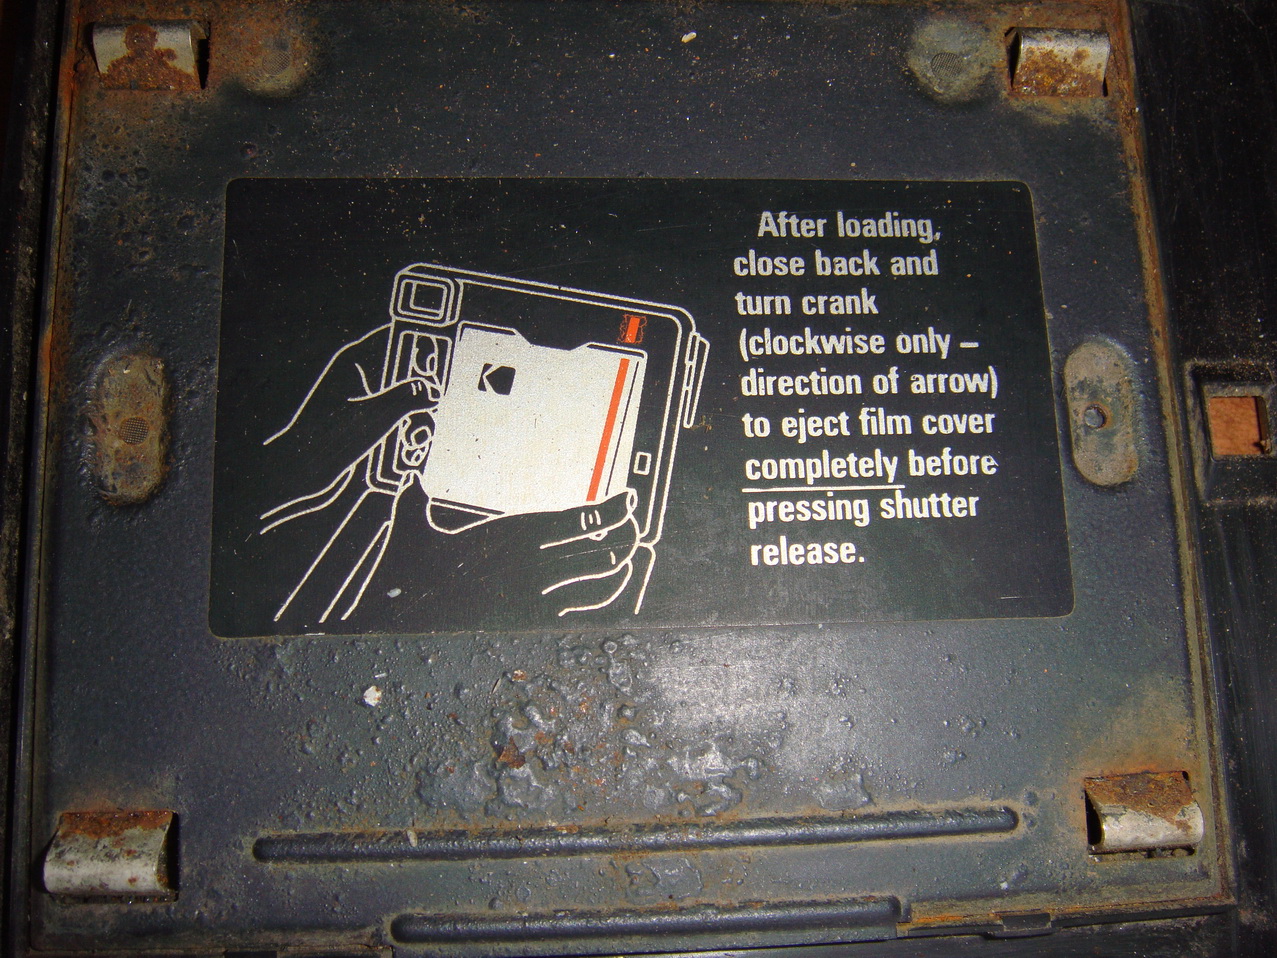 After loading,
close back and
turn crank
(clockwise only –
direction of arrow)
to eject film cover
completely before
pressing shutter
release.